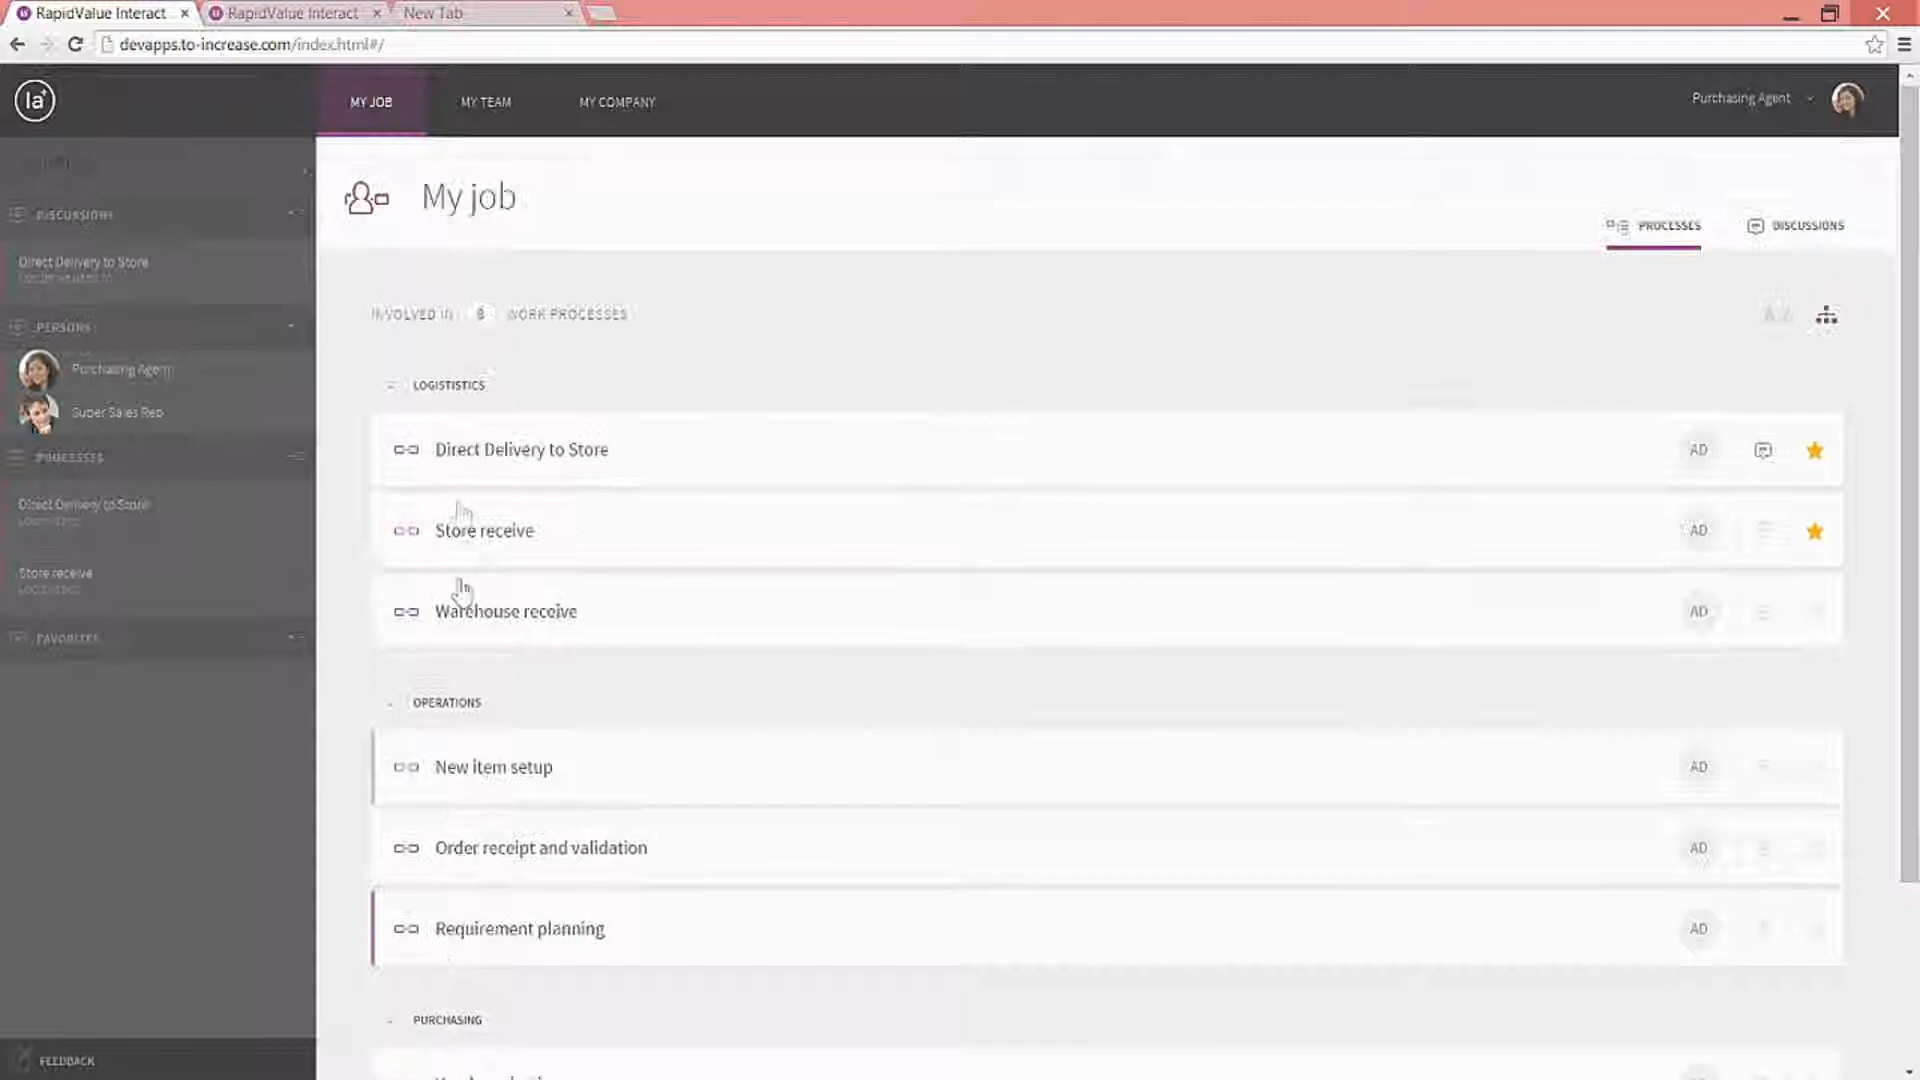 RapidValue Interact
RapidValue Interact
New Tab
devapps.to-increase.com/index.html#/
la+
MY JOB
MY TEAM
MY COMPANY
Purchasing Agent
DISCUSSIONS
Direct Delivery to Store
PERSONS
Purchasing Agent
Super Sales Rep
PROCESSES
Direct Delivery to Store
Store receive
FAVORITES
FEEDBACK
My job
PROCESSES
DISCUSSIONS
INVOLVED IN WORK PROCESSES
LOGISTISTICS
Direct Delivery to Store AD
Store receive AD
Warehouse receive AD
OPERATIONS
New item setup AD
Order receipt and validation AD
Requirement planning AD
PURCHASING